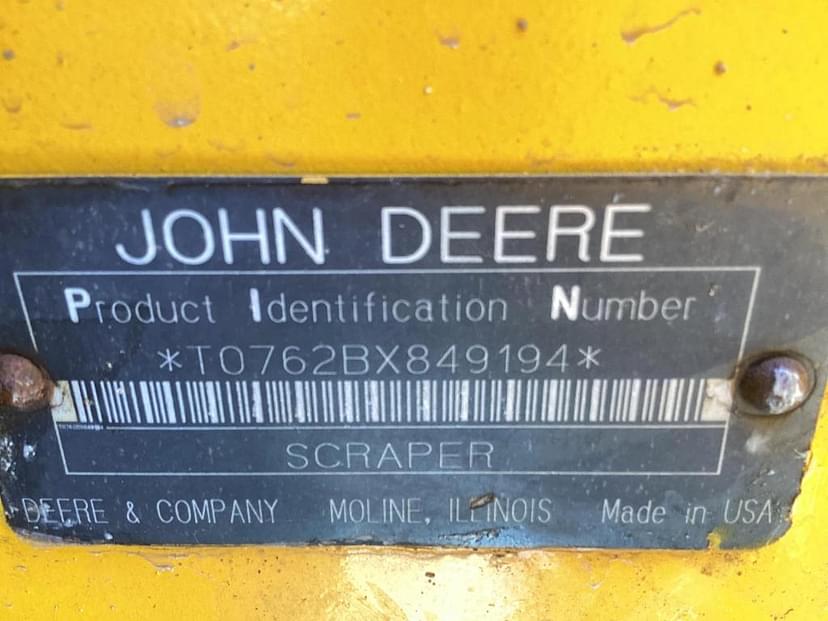 JOHN DEERE
Product Identification Number
*T0762BX849194*
SCRAPER
DEERE & COMPANY MOLINE, ILLINOIS Made in USA